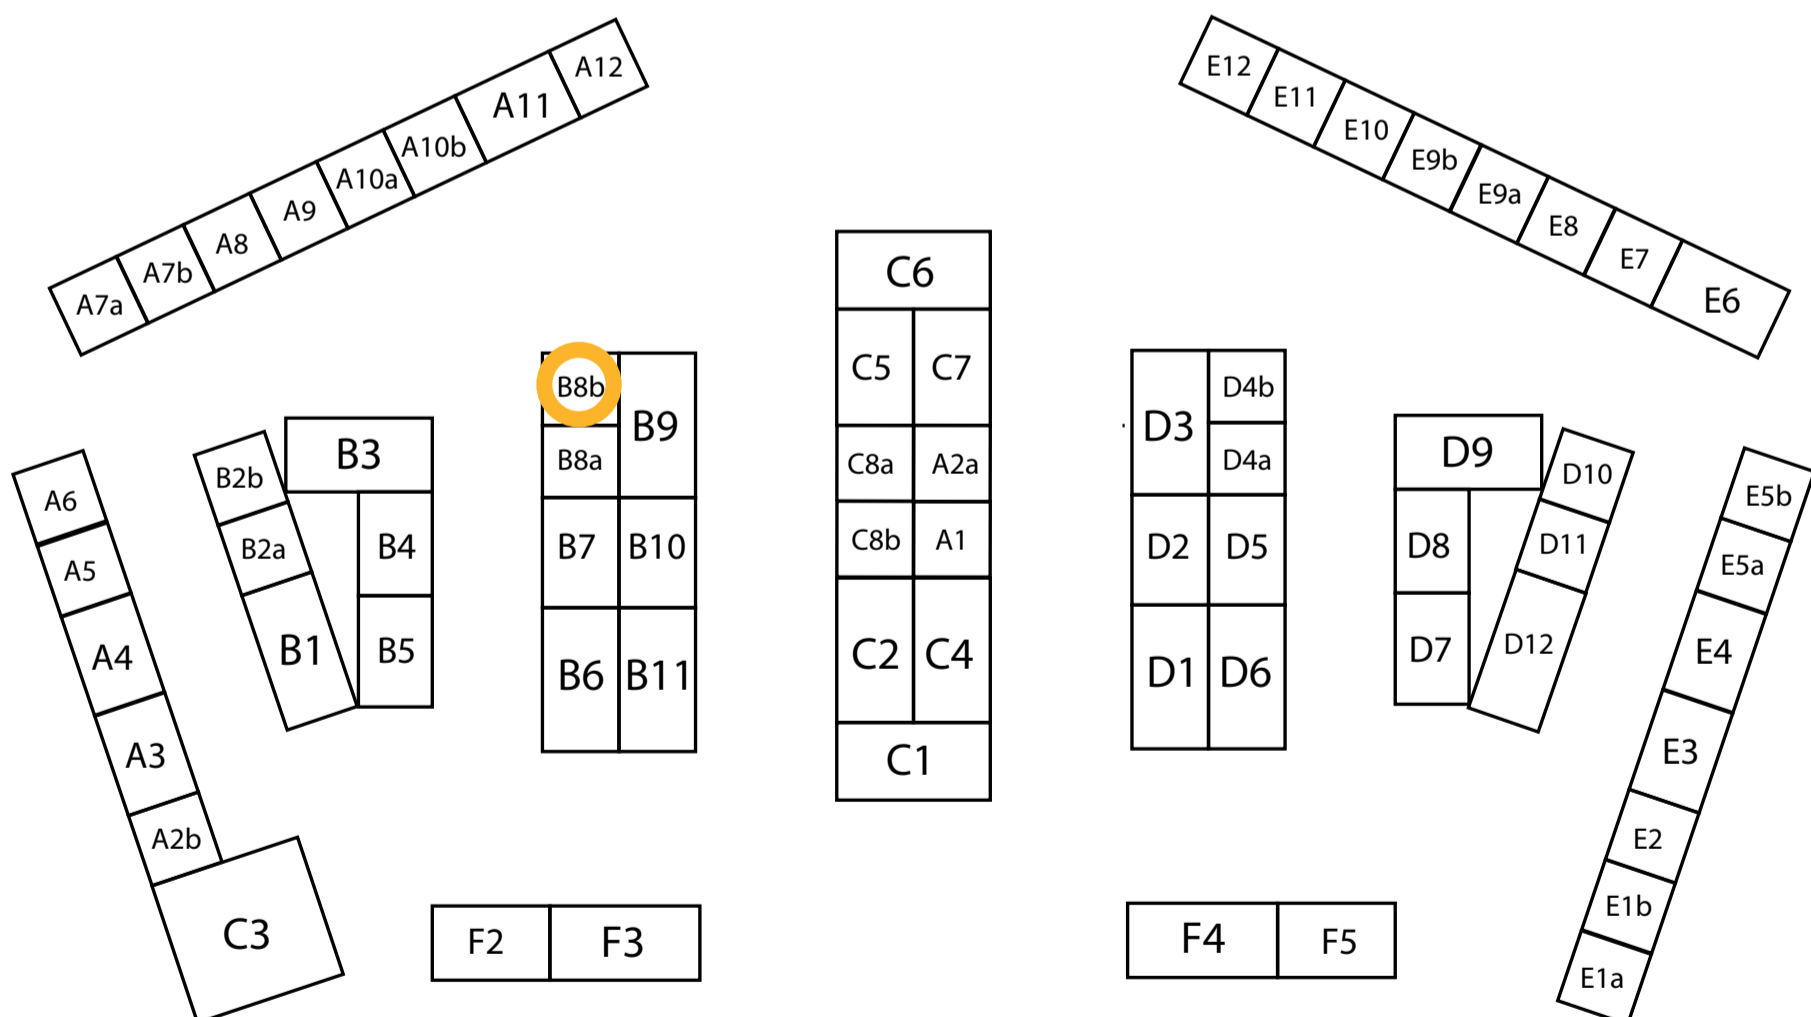 A12
A11
A10b
A10a
A9
A8
A7b
A7a
E12
E11
E10
E9b
E9a
E8
E7
E6
A6
A5
A4
A3
A2b
C3
B2b
B2a
B1
B3
B4
B5
B8b
B9
B8a
B7 B10
B6 B11
C6
C5 C7
C8a A2a
C8b A1
C2 C4
C1
D3 D4b
D4a
D2 D5
D1 D6
D9
D8
D7
D10
D11
D12
E5b
E5a
E4
E3
E2
E1b
E1a
F2 F3
F4 F5